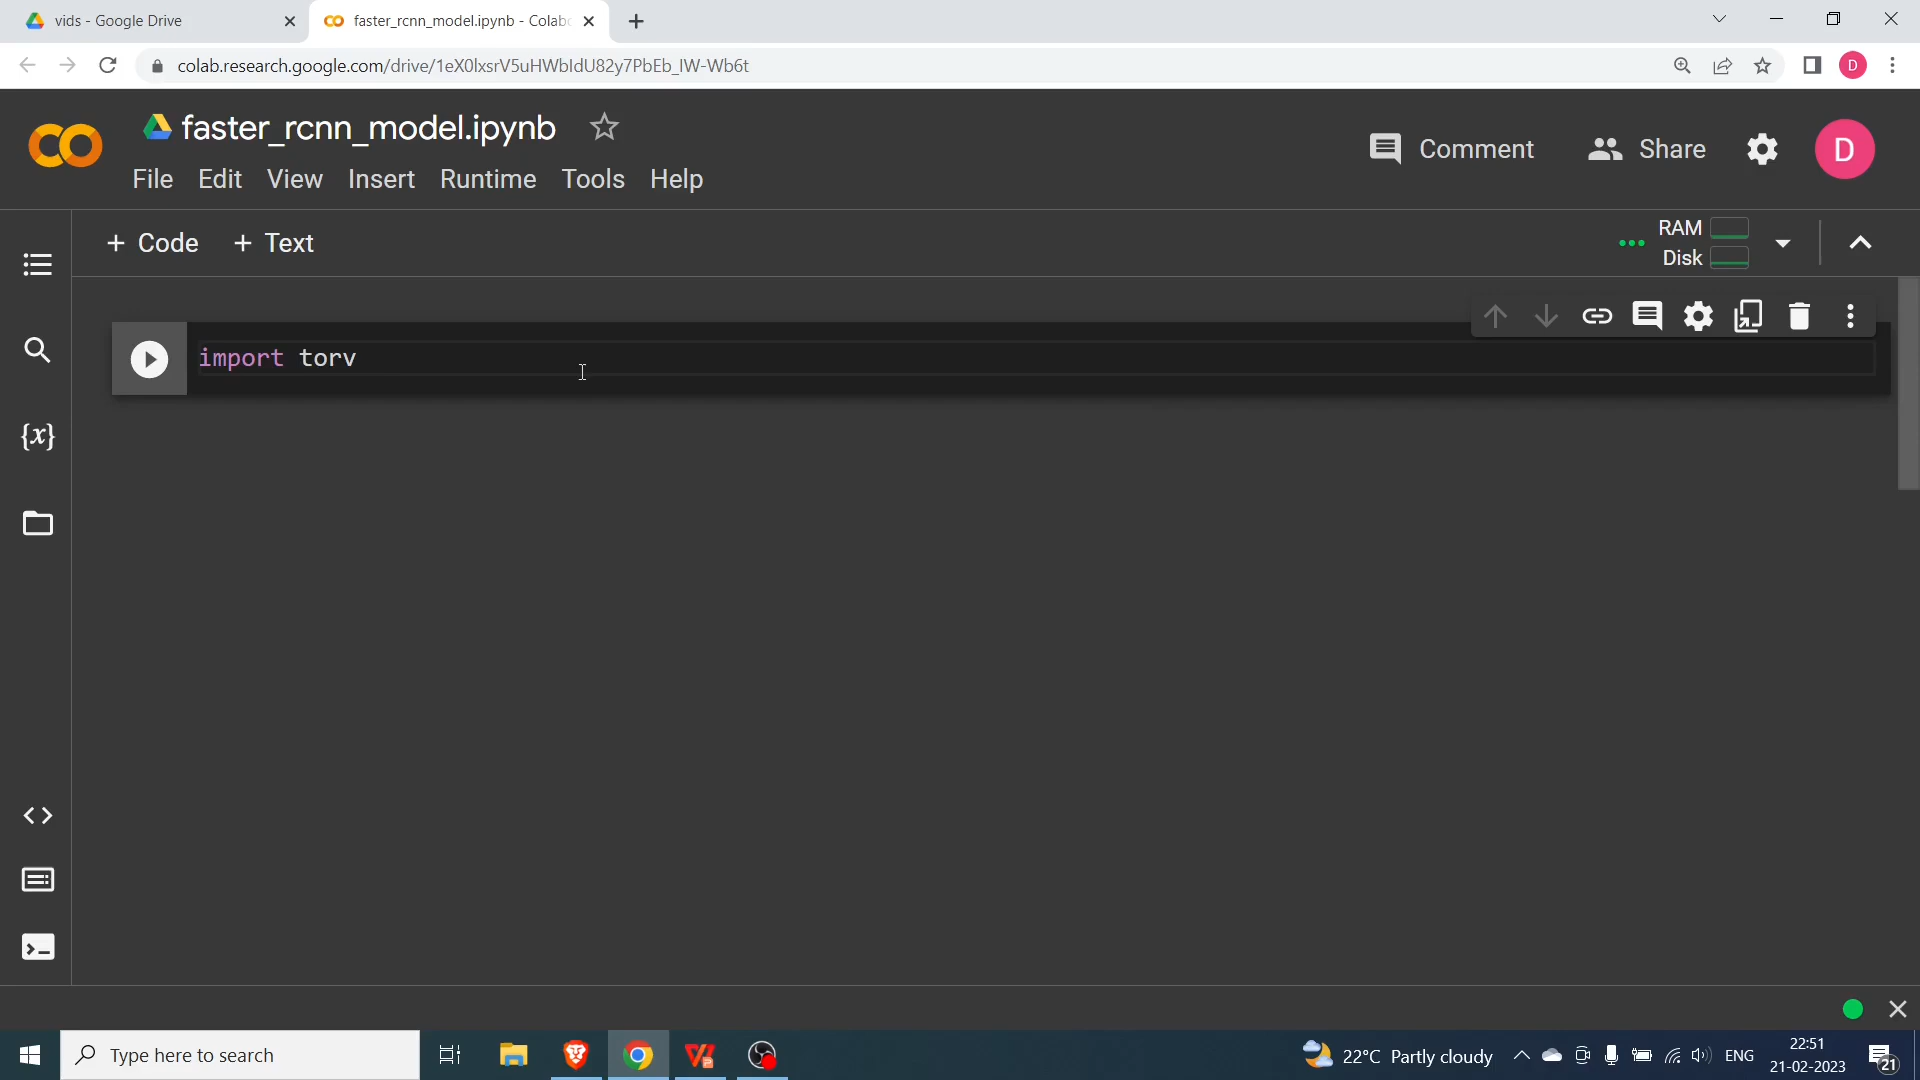 vids - Google Drive
faster_rcnn_model.ipynb - Colab
colab.research.google.com/drive/1eX0lxsrV5uHWbIdU82y7PbEb_IW-Wb6t
D
faster_rcnn_model.ipynb
Comment
Share
D
File Edit View Insert Runtime Tools Help
+ Code + Text
RAM
Disk
{x}
import torv
Type here to search
22°C Partly cloudy
ENG
22:51
21-02-2023
21